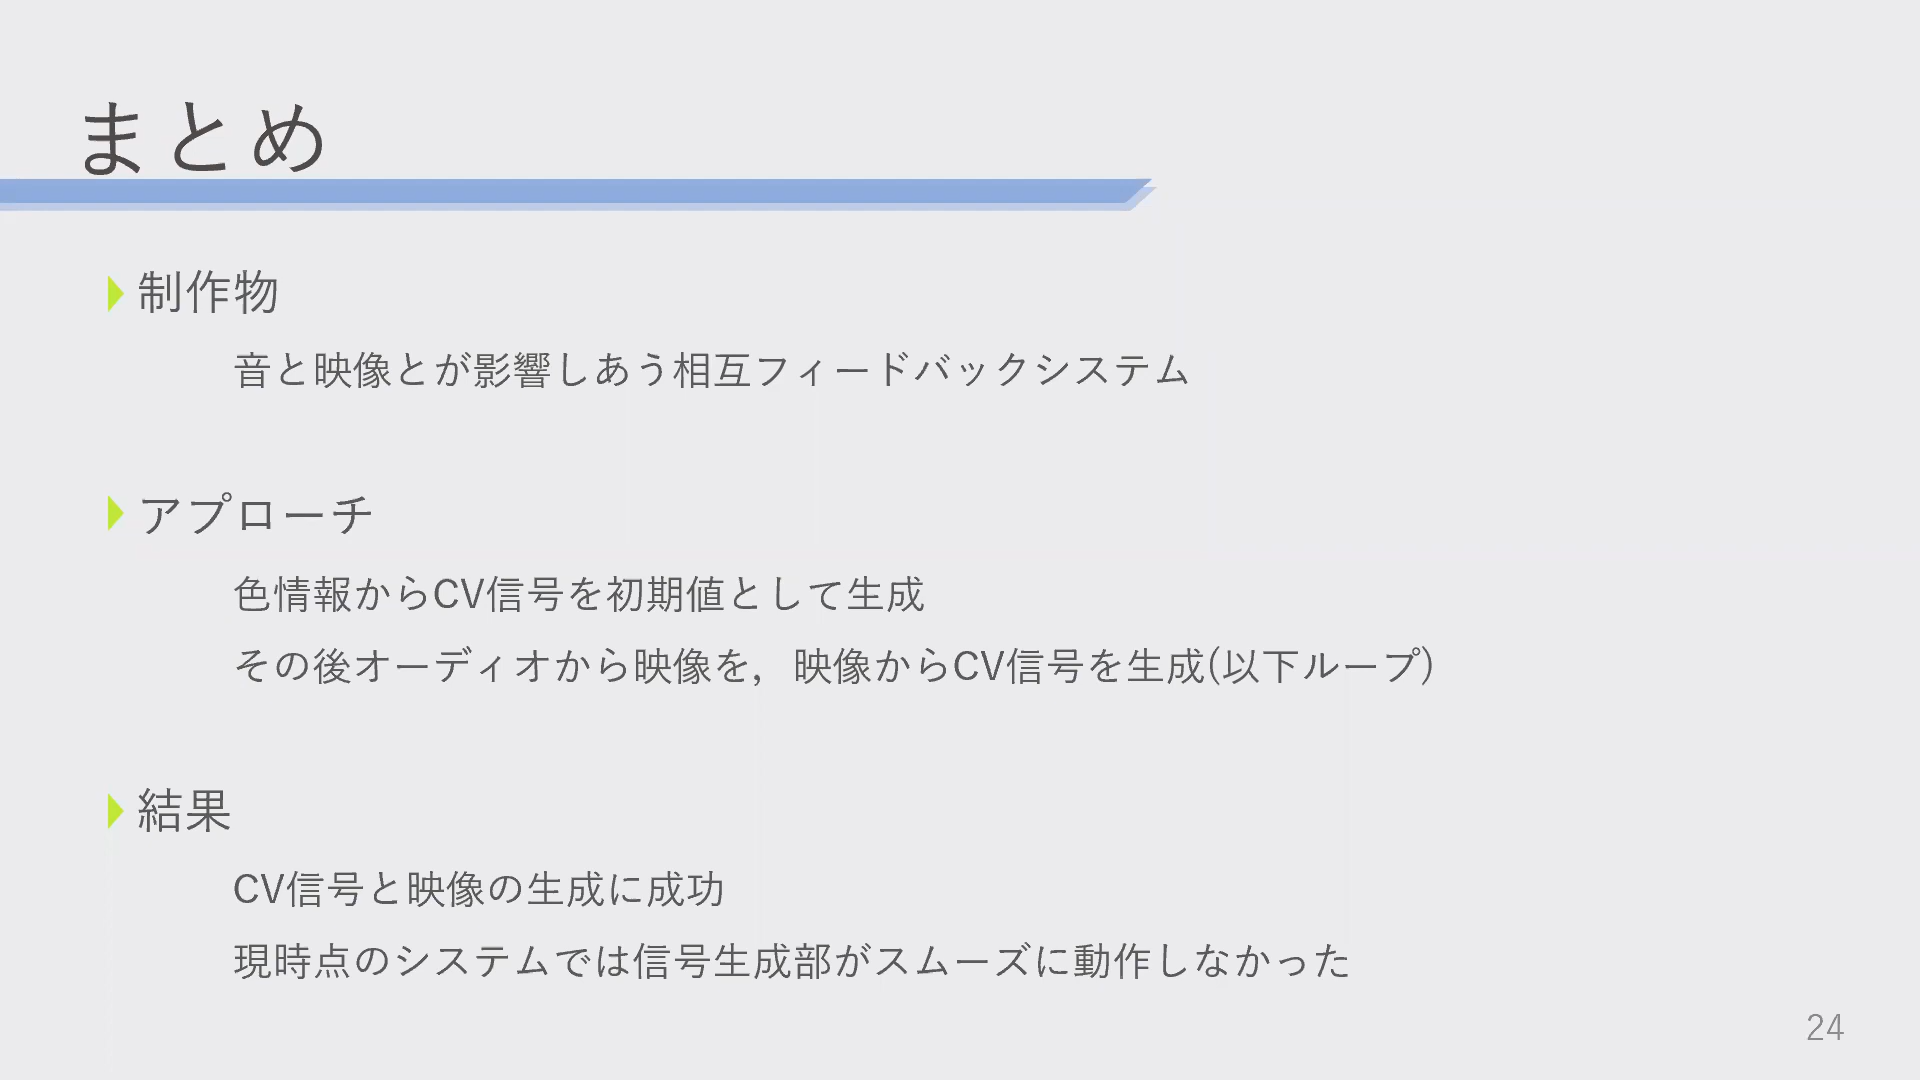 まとめ
制作物
音と映像とが影響しあう相互フィードバックシステム
アプローチ
色情報からCV信号を初期値として生成
その後オーディオから映像を，映像からCV信号を生成(以下ループ)
結果
CV信号と映像の生成に成功
現時点のシステムでは信号生成部がスムーズに動作しなかった
24